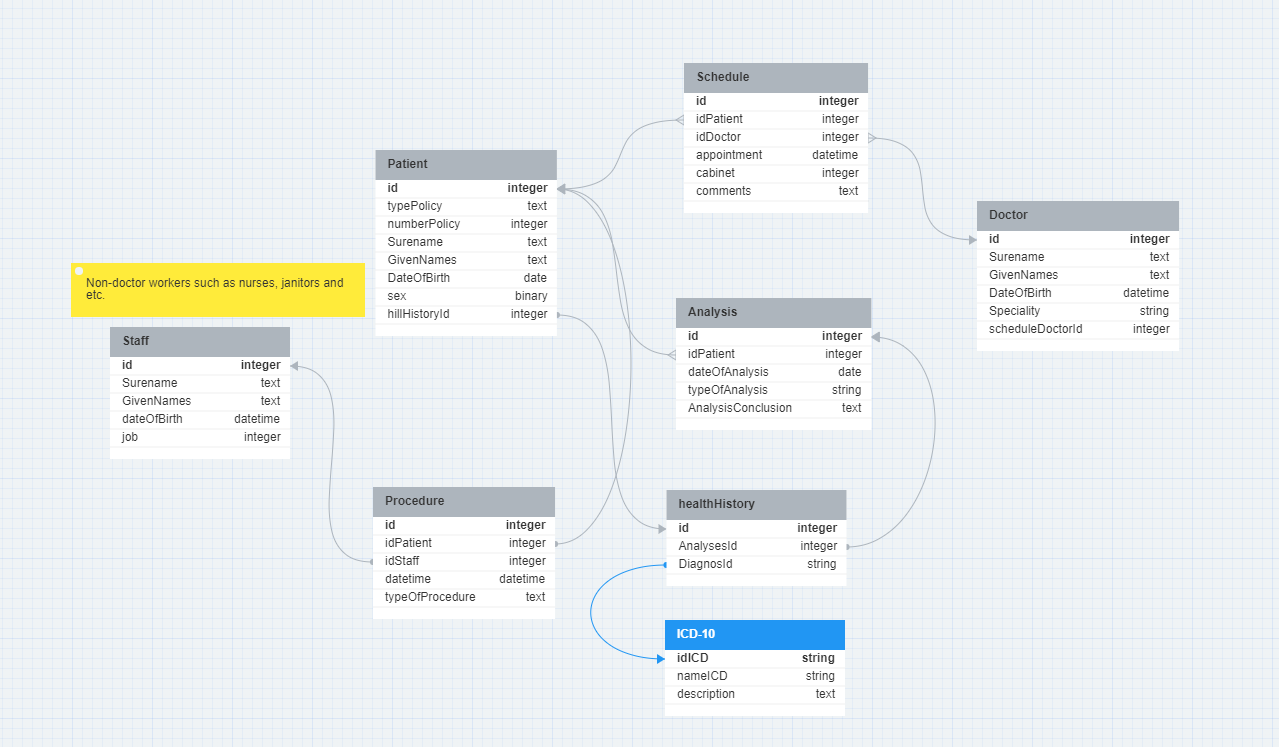 Schedule
id integer
idPatient integer
idDoctor integer
appointment datetime
cabinet integer
comments text
Patient
id integer
typePolicy text
numberPolicy integer
Surename text
GivenNames text
DateOfBirth date
sex binary
hillHistoryId integer
Doctor
id integer
Surename text
GivenNames text
DateOfBirth datetime
Speciality string
scheduleDoctorId integer
Non-doctor workers such as nurses, janitors and
etc.
Staff
id integer
Surename text
GivenNames text
dateOfBirth datetime
job integer
Analysis
id integer
idPatient integer
dateOfAnalysis date
typeOfAnalysis string
AnalysisConclusion text
Procedure
id integer
idPatient integer
idStaff integer
datetime datetime
typeOfProcedure text
healthHistory
id integer
AnalysesId integer
DiagnosId string
ICD-10
idICD string
nameICD string
description text